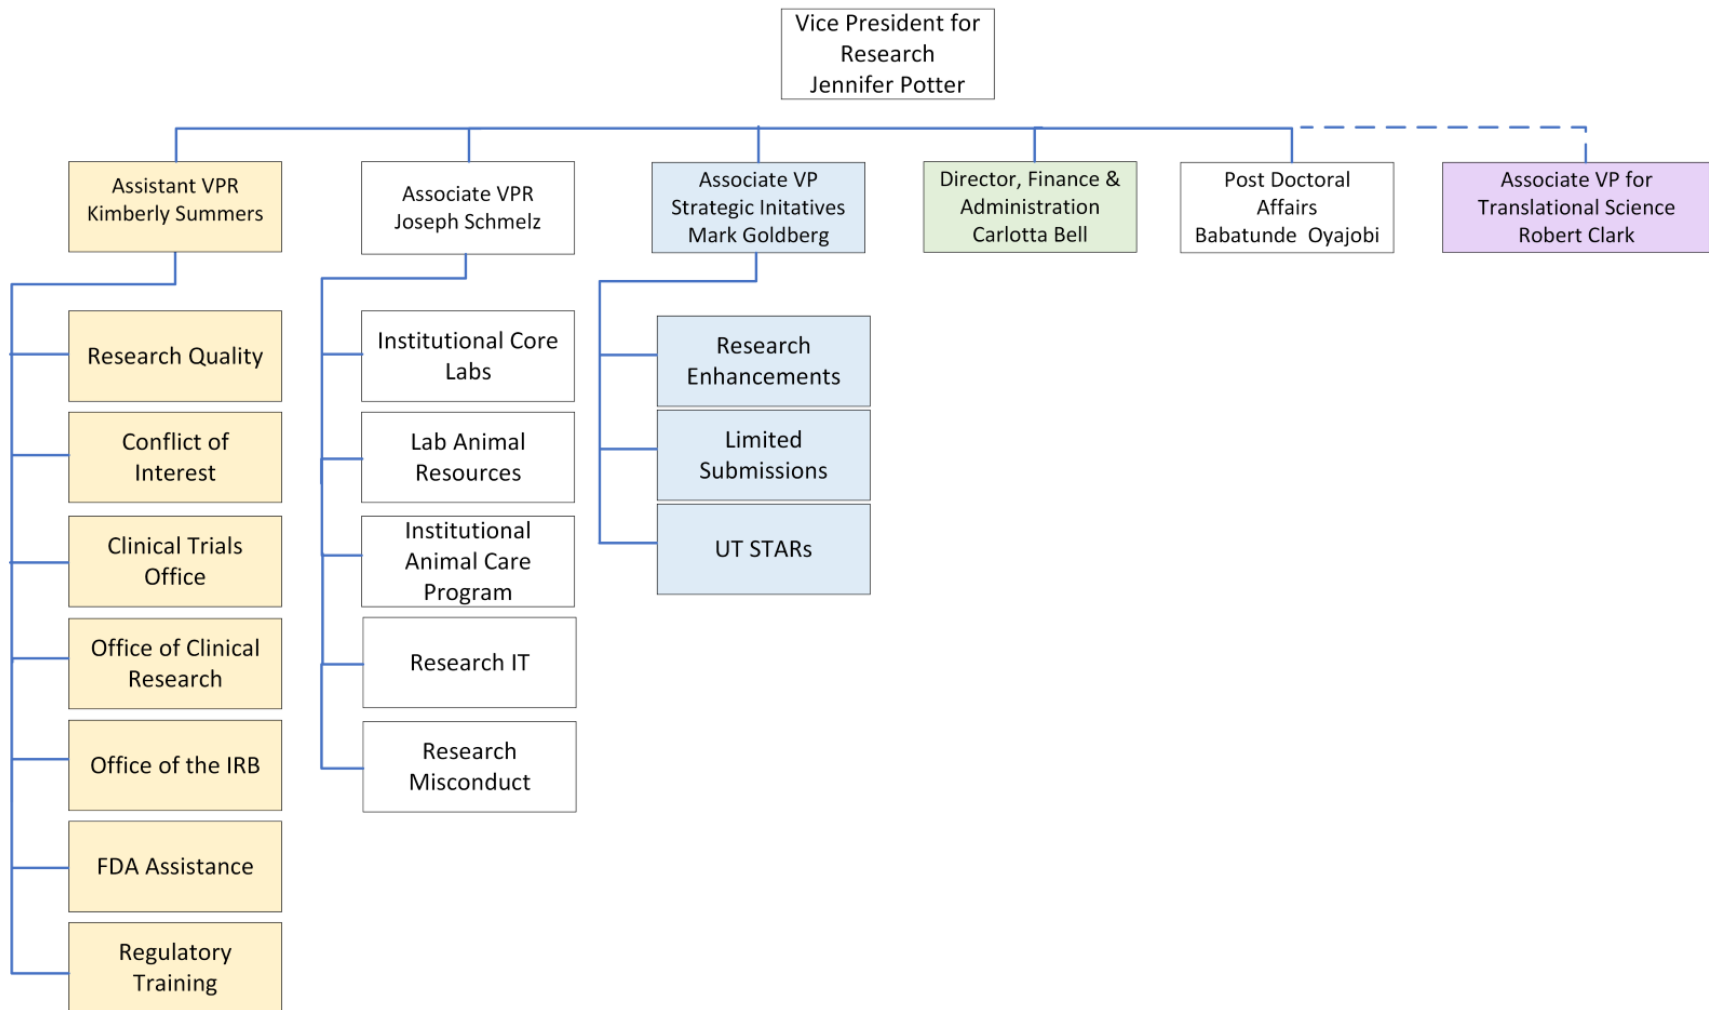 Vice President for
Research
Jennifer Potter
Assistant VPR
Kimberly Summers
Associate VPR
Joseph Schmelz
Associate VP
Strategic Initatives
Mark Goldberg
Director, Finance &
Administration
Carlotta Bell
Post Doctoral
Affairs
Babatunde  Oyajobi
Associate VP for
Translational Science
Robert Clark
Research Quality
Conflict of
Interest
Clinical Trials
Office
Office of Clinical
Research
Office of the IRB
FDA Assistance
Regulatory
Training
Institutional Core
Labs
Lab Animal
Resources
Institutional
Animal Care
Program
Research IT
Research
Misconduct
Research
Enhancements
Limited
Submissions
UT STARs